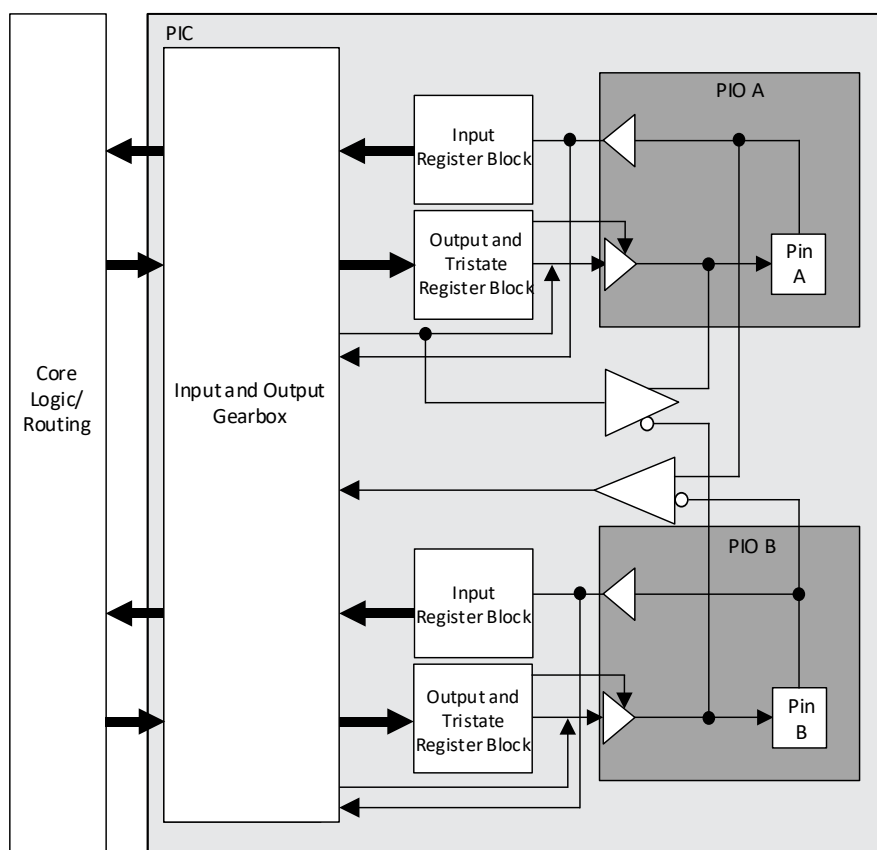 PIC
PIO A
Input
Register Block
Output and
Tristate
Register Block
Pin
A
Core
Logic/
Routing
Input and Output
Gearbox
PIO B
Input
Register Block
Output and
Tristate
Register Block
Pin
B